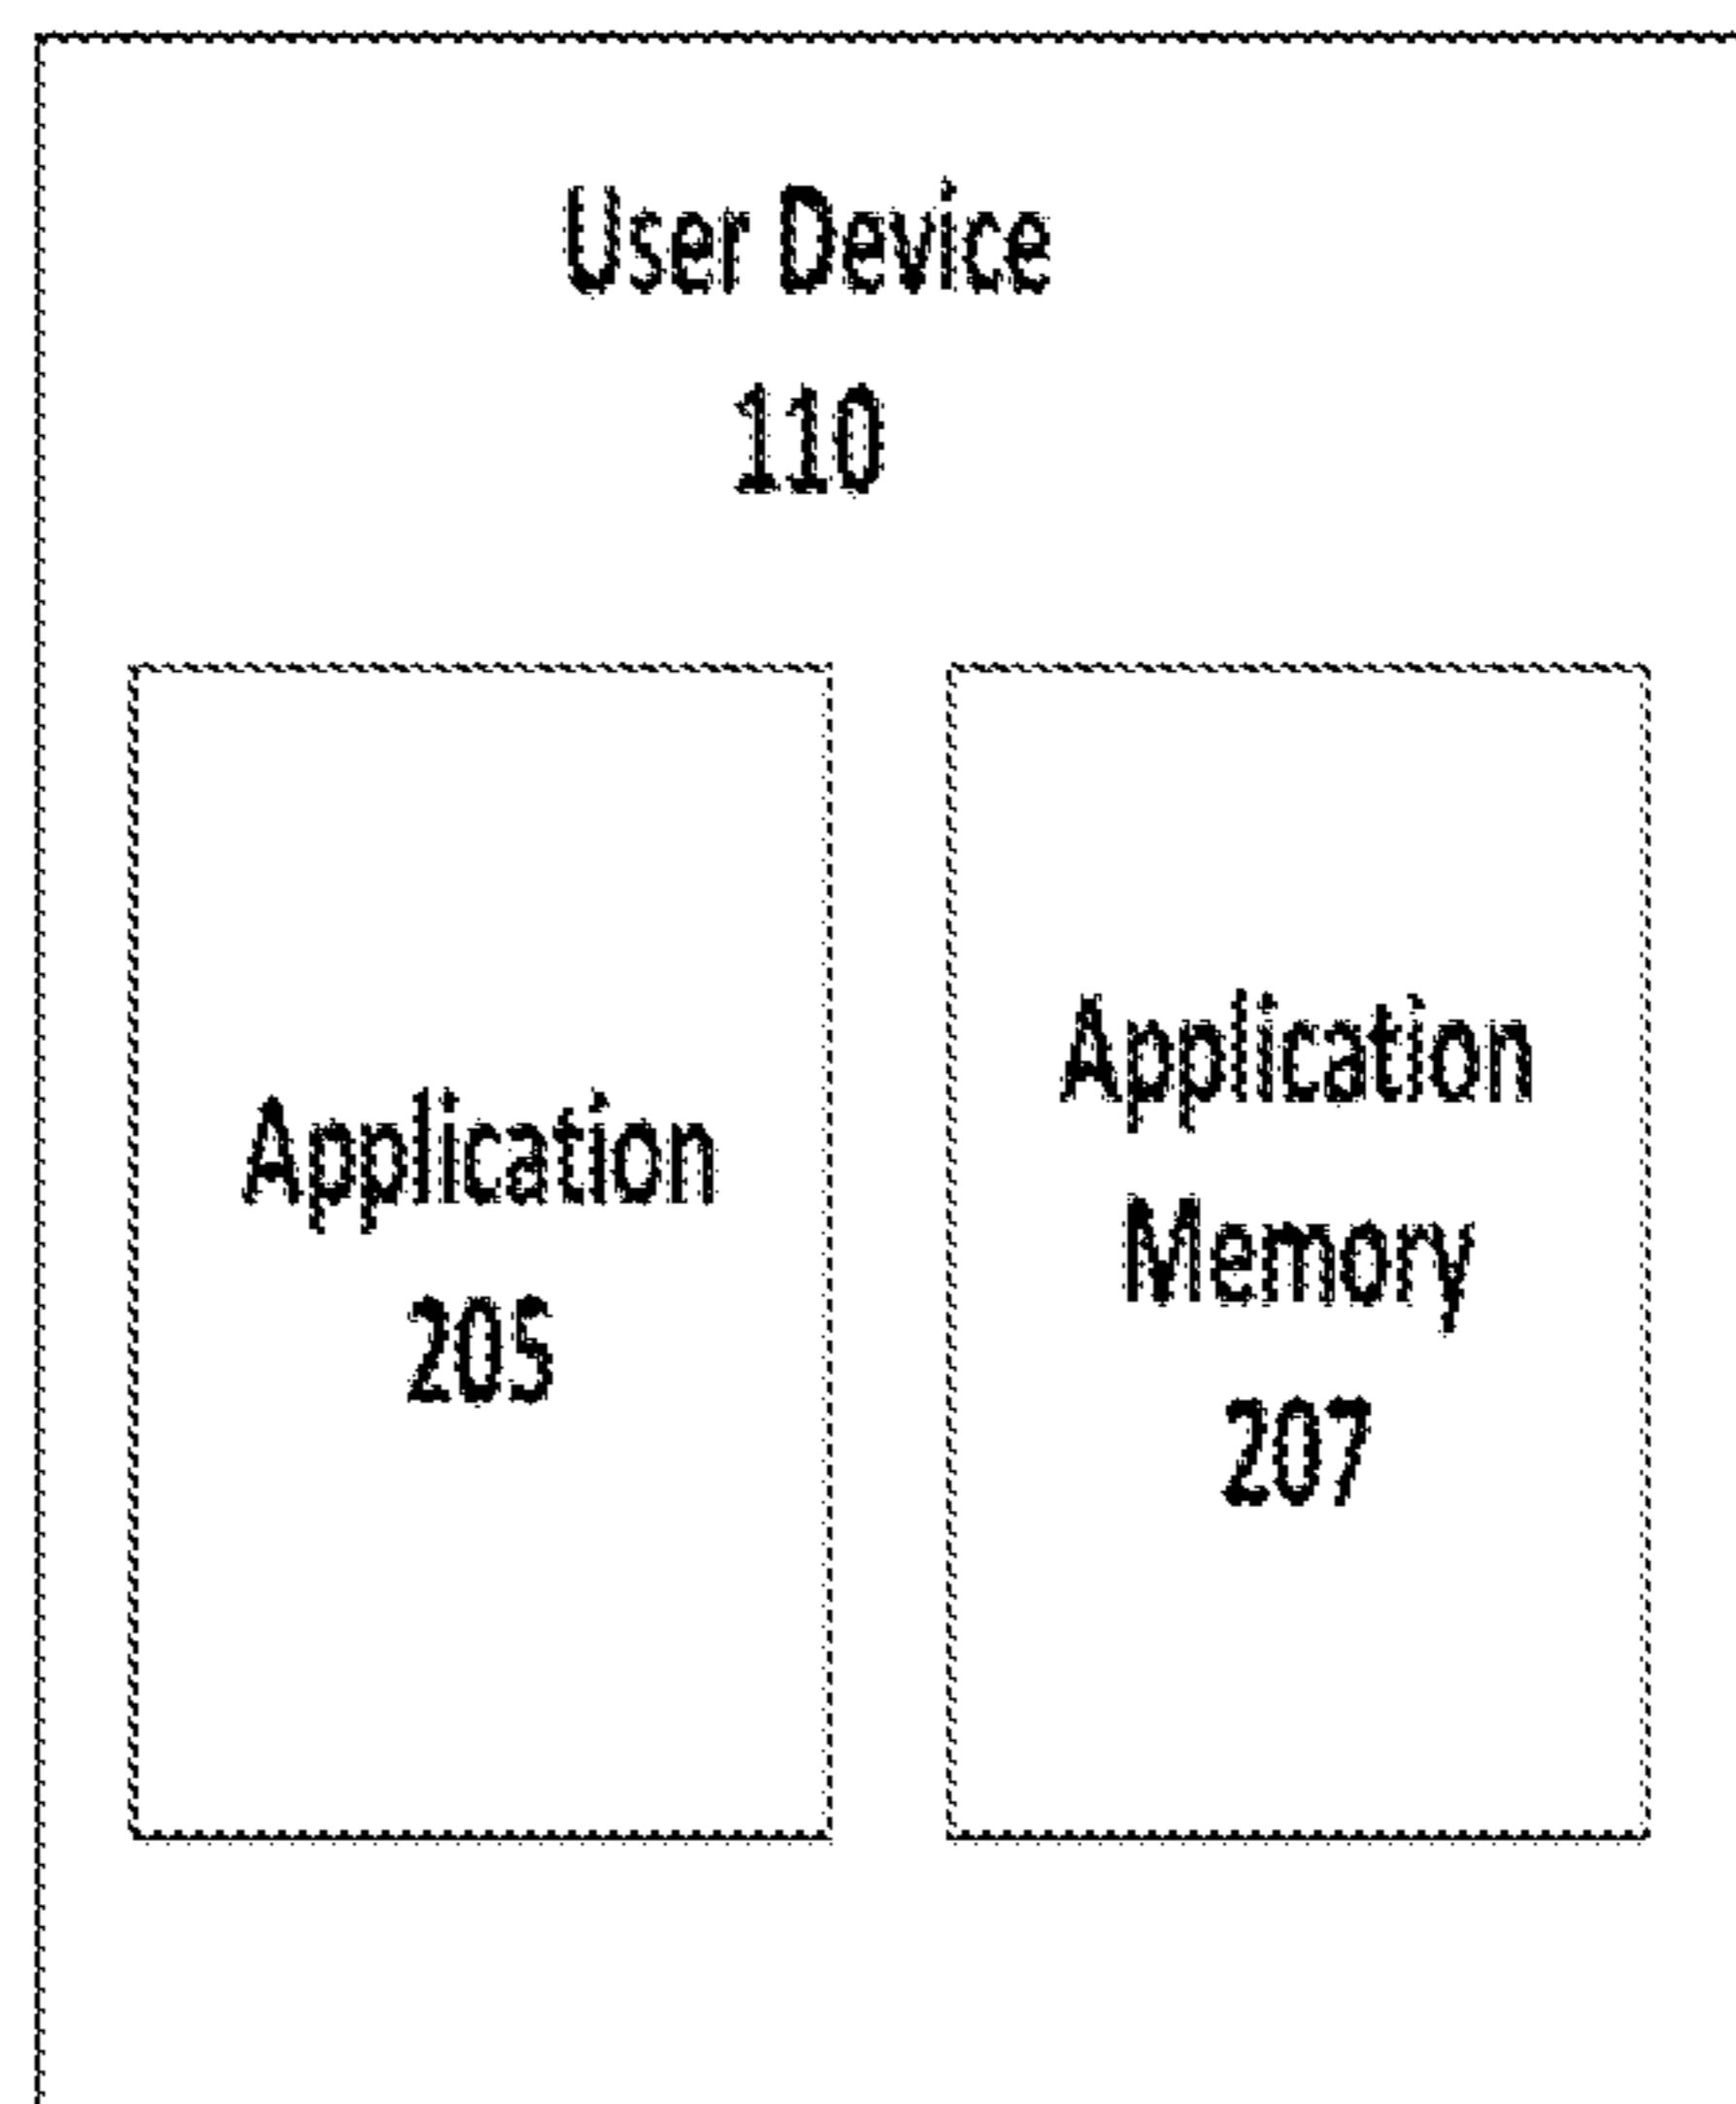 User Device
110
Application
205
Application
Memory
207